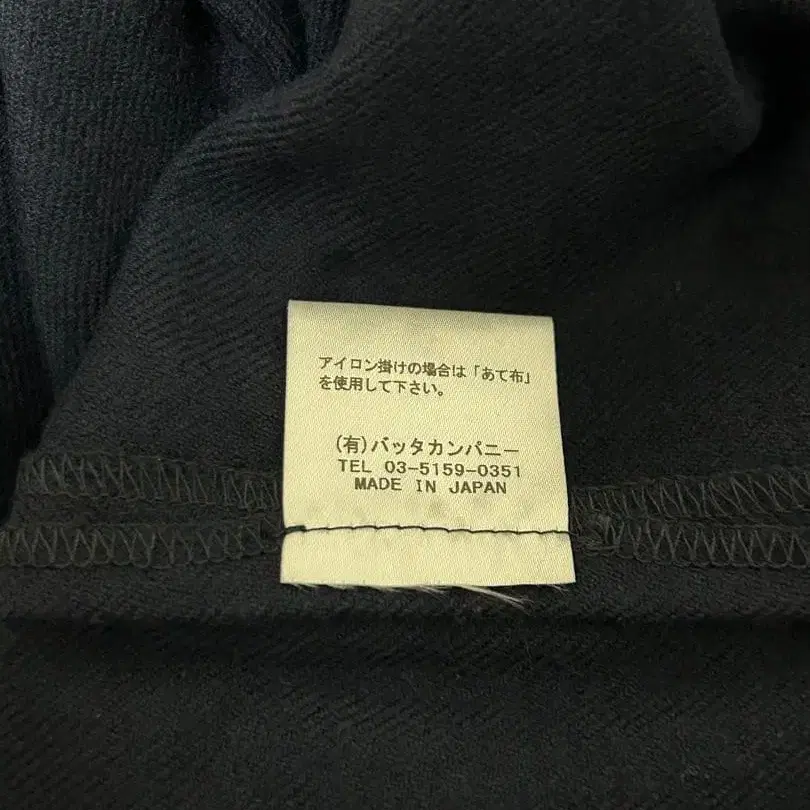 アイロン掛けの場合は「あて布」
を使用して下さい。
(有)バッタカンパニー
TEL 03-5159-0351
MADE IN JAPAN